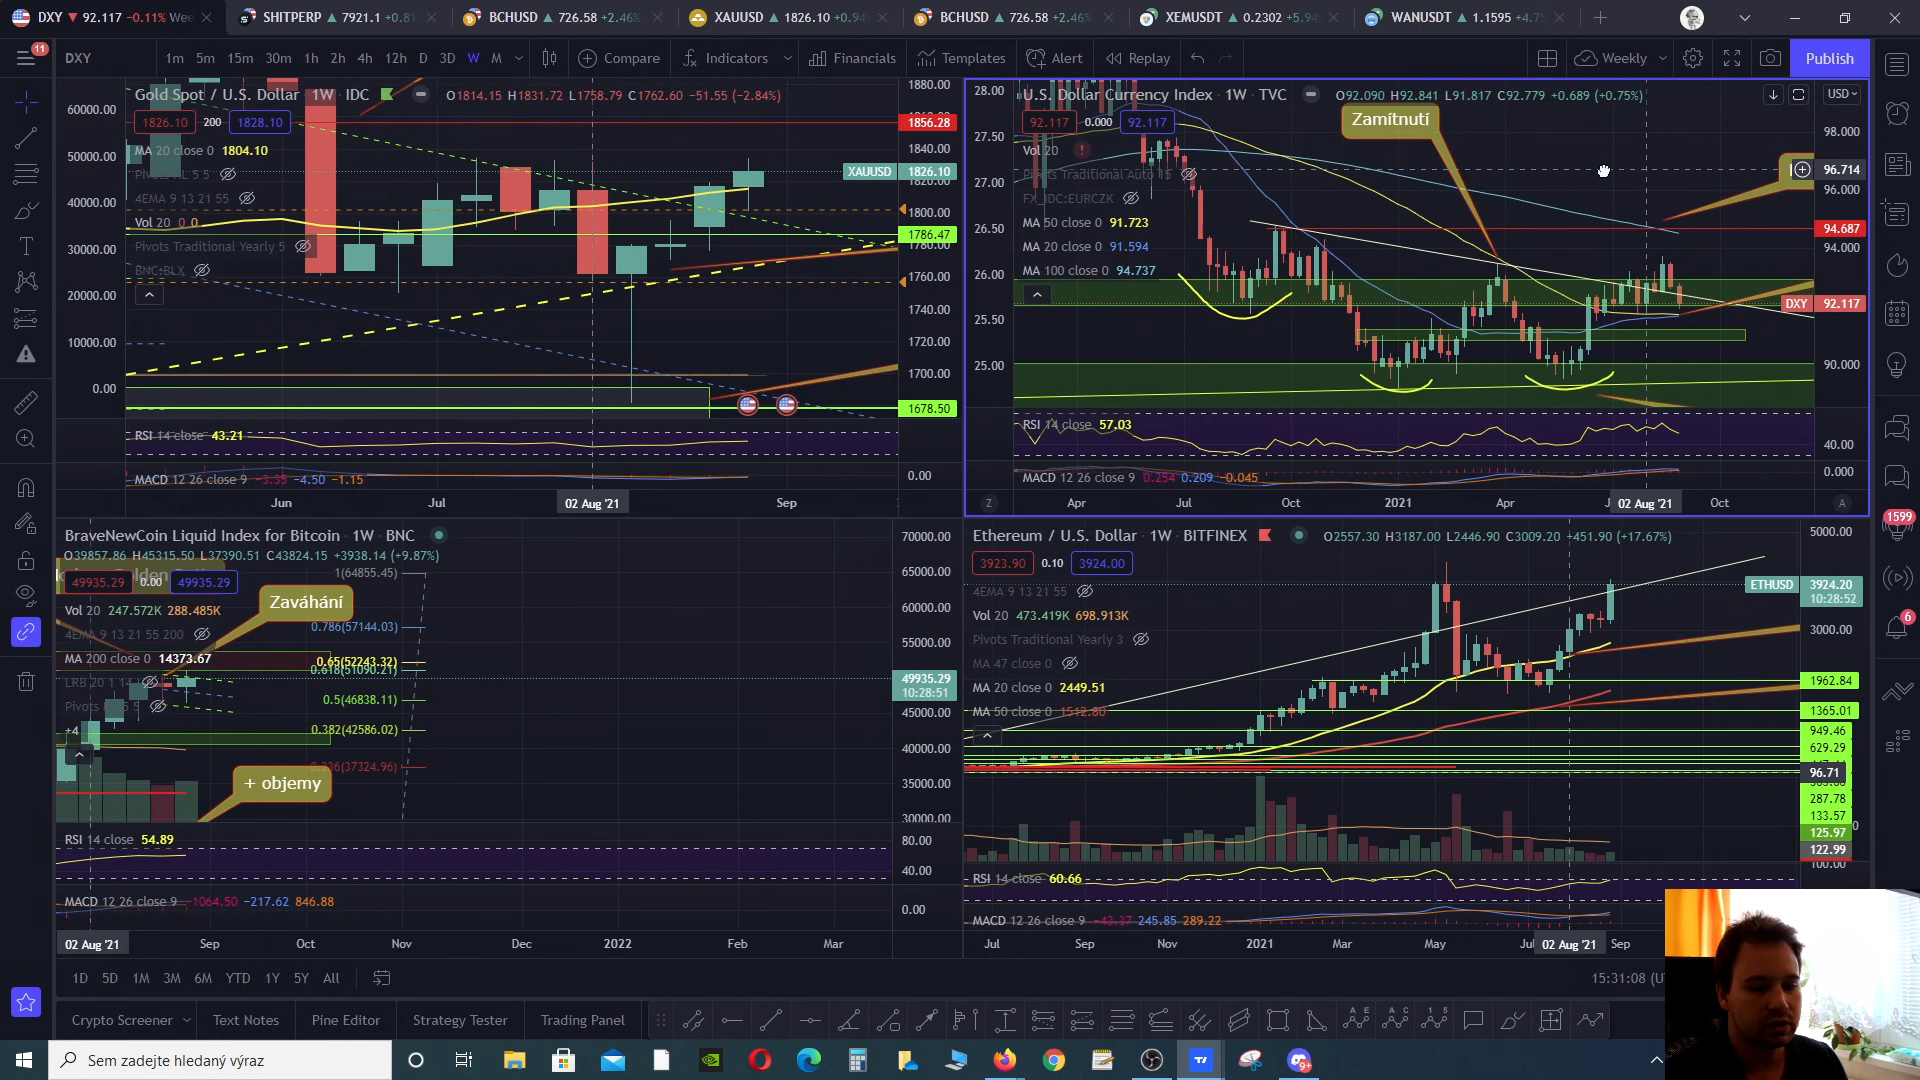 DXY ▼ 92.117 −0.11% Wee
SHITPERP ▲ 7921.1 +0.81
BCHUSD ▲ 726.58 +2.46%
XAUUSD ▲ 1826.10 +0.94
BCHUSD ▲ 726.58 +2.46%
XEMUSDT ▲ 0.2302 +5.94
WANUSDT ▲ 1.1595 +4.75
11
DXY
1m 5m 15m 30m 1h 2h 4h 12h D 3D W M
Compare
Indicators
Financials
Templates
Alert
Replay
Weekly
Publish
Gold Spot / U.S. Dollar 1W IDC
O1814.15 H1831.72 L1758.79 C1762.60 −51.55 (−2.84%)
1826.10 200 1828.10
MA 20 close 0 1804.10
4EMA 9 13 21 55
Vol 20 0 0
Pivots Traditional Yearly 5
BNC:BLX
60000.00
50000.00
40000.00
30000.00
20000.00
10000.00
0.00
1880.00
1856.28
1840.00
XAUUSD 1826.10
1800.00
1786.47
1760.00
1740.00
1720.00
1700.00
1678.50
RSI 14 close 43.21
MACD 12 26 close 9 −3.35 −4.50 −1.15
0.00
Jun Jul 02 Aug '21 Sep
U.S. Dollar Currency Index · 1W · TVC
O92.090 H92.841 L91.817 C92.779 +0.689 (+0.75%)
USD
92.117 0.000 92.117
Vol 20
Pivots Traditional Auto 15
FX_IDC:EURCZK
MA 50 close 0 91.723
MA 20 close 0 91.594
MA 100 close 0 94.737
Zamítnutí
28.00
27.50
27.00
26.50
26.00
25.50
25.00
98.000
96.714
96.000
94.687
94.000
DXY 92.117
90.000
RSI 14 close 57.03
40.00
MACD 12 26 close 9 0.254 0.209 −0.045
0.000
Z Apr Jul Oct 2021 Apr 02 Aug '21 Oct A
BraveNewCoin Liquid Index for Bitcoin · 1W · BNC
O39857.86 H45315.50 L37390.51 C43824.15 +3938.14 (+9.87%)
49935.29 0.00 49935.29
Zaváhání
Vol 20 247.572K 288.485K
4EMA 9 13 21 55 200
MA 200 close 0 14373.67
LRB 20 1 14
+4
+ objemy
1(64855.45)
0.786(57144.03)
0.65(52243.32)
0.618(51090.21)
0.5(46838.11)
0.382(42586.02)
0.236(37324.96)
70000.00
65000.00
60000.00
55000.00
49935.29
10:28:51
45000.00
40000.00
35000.00
30000.00
RSI 14 close 54.89
80.00
40.00
MACD 12 26 close 9 −1064.50 −217.62 846.88
0.00
02 Aug '21 Sep Oct Nov Dec 2022 Feb Mar
Ethereum / U.S. Dollar · 1W · BITFINEX
O2557.30 H3187.00 L2446.90 C3009.20 +451.90 (+17.67%)
3923.90 0.10 3924.00
4EMA 9 13 21 55
Vol 20 473.419K 698.913K
Pivots Traditional Yearly 3
MA 47 close 0
MA 20 close 0 2449.51
MA 50 close 0 1512.80
5000.00
ETHUSD 3924.20
10:28:52
3000.00
1962.84
1365.01
949.46
629.29
96.71
287.78
133.57
125.97
122.99
100.00
RSI 14 close 60.66
MACD 12 26 close 9 −43.37 245.85 289.22
Jul Sep Nov 2021 Mar May 02 Aug '21 Sep
1599
6
1D 5D 1M 3M 6M YTD 1Y 5Y All
15:31:08
Crypto Screener Text Notes Pine Editor Strategy Tester Trading Panel
Sem zadejte hledaný výraz
9+